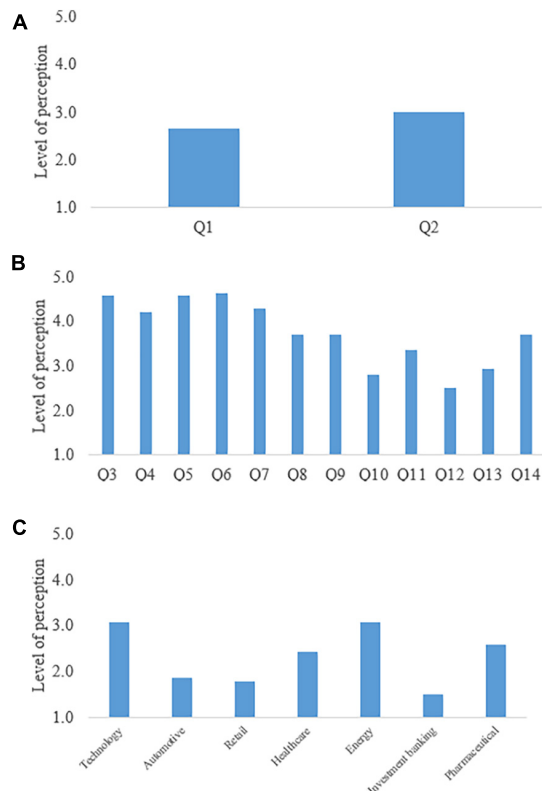 A
Level of perception
5.0
4.0
3.0
2.0
1.0
Q1 Q2
B
Level of perception
5.0
4.0
3.0
2.0
1.0
Q3 Q4 Q5 Q6 Q7 Q8 Q9 Q10 Q11 Q12 Q13 Q14
C
Level of perception
5.0
4.0
3.0
2.0
1.0
Technology
Automotive
Retail
Healthcare
Energy
Investment banking
Pharmaceutical